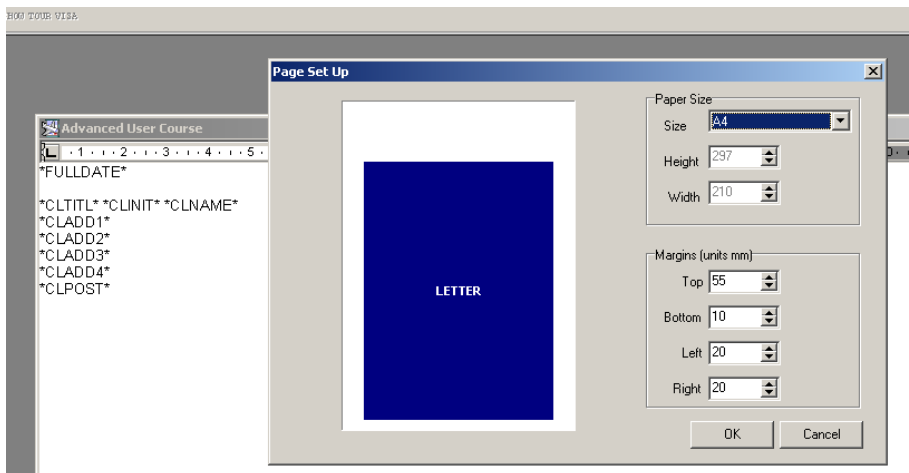 HOW TOUR VISA
Page Set Up
Paper Size
Size A4
Height 297
Width 210
Advanced User Course
L ·1···2···3···4···5·
*FULLDATE*
*CLTITL* *CLINIT* *CLNAME*
*CLADD1*
*CLADD2*
*CLADD3*
*CLADD4*
*CLPOST*
LETTER
Margins (units mm)
Top 55
Bottom 10
Left 20
Right 20
OK Cancel